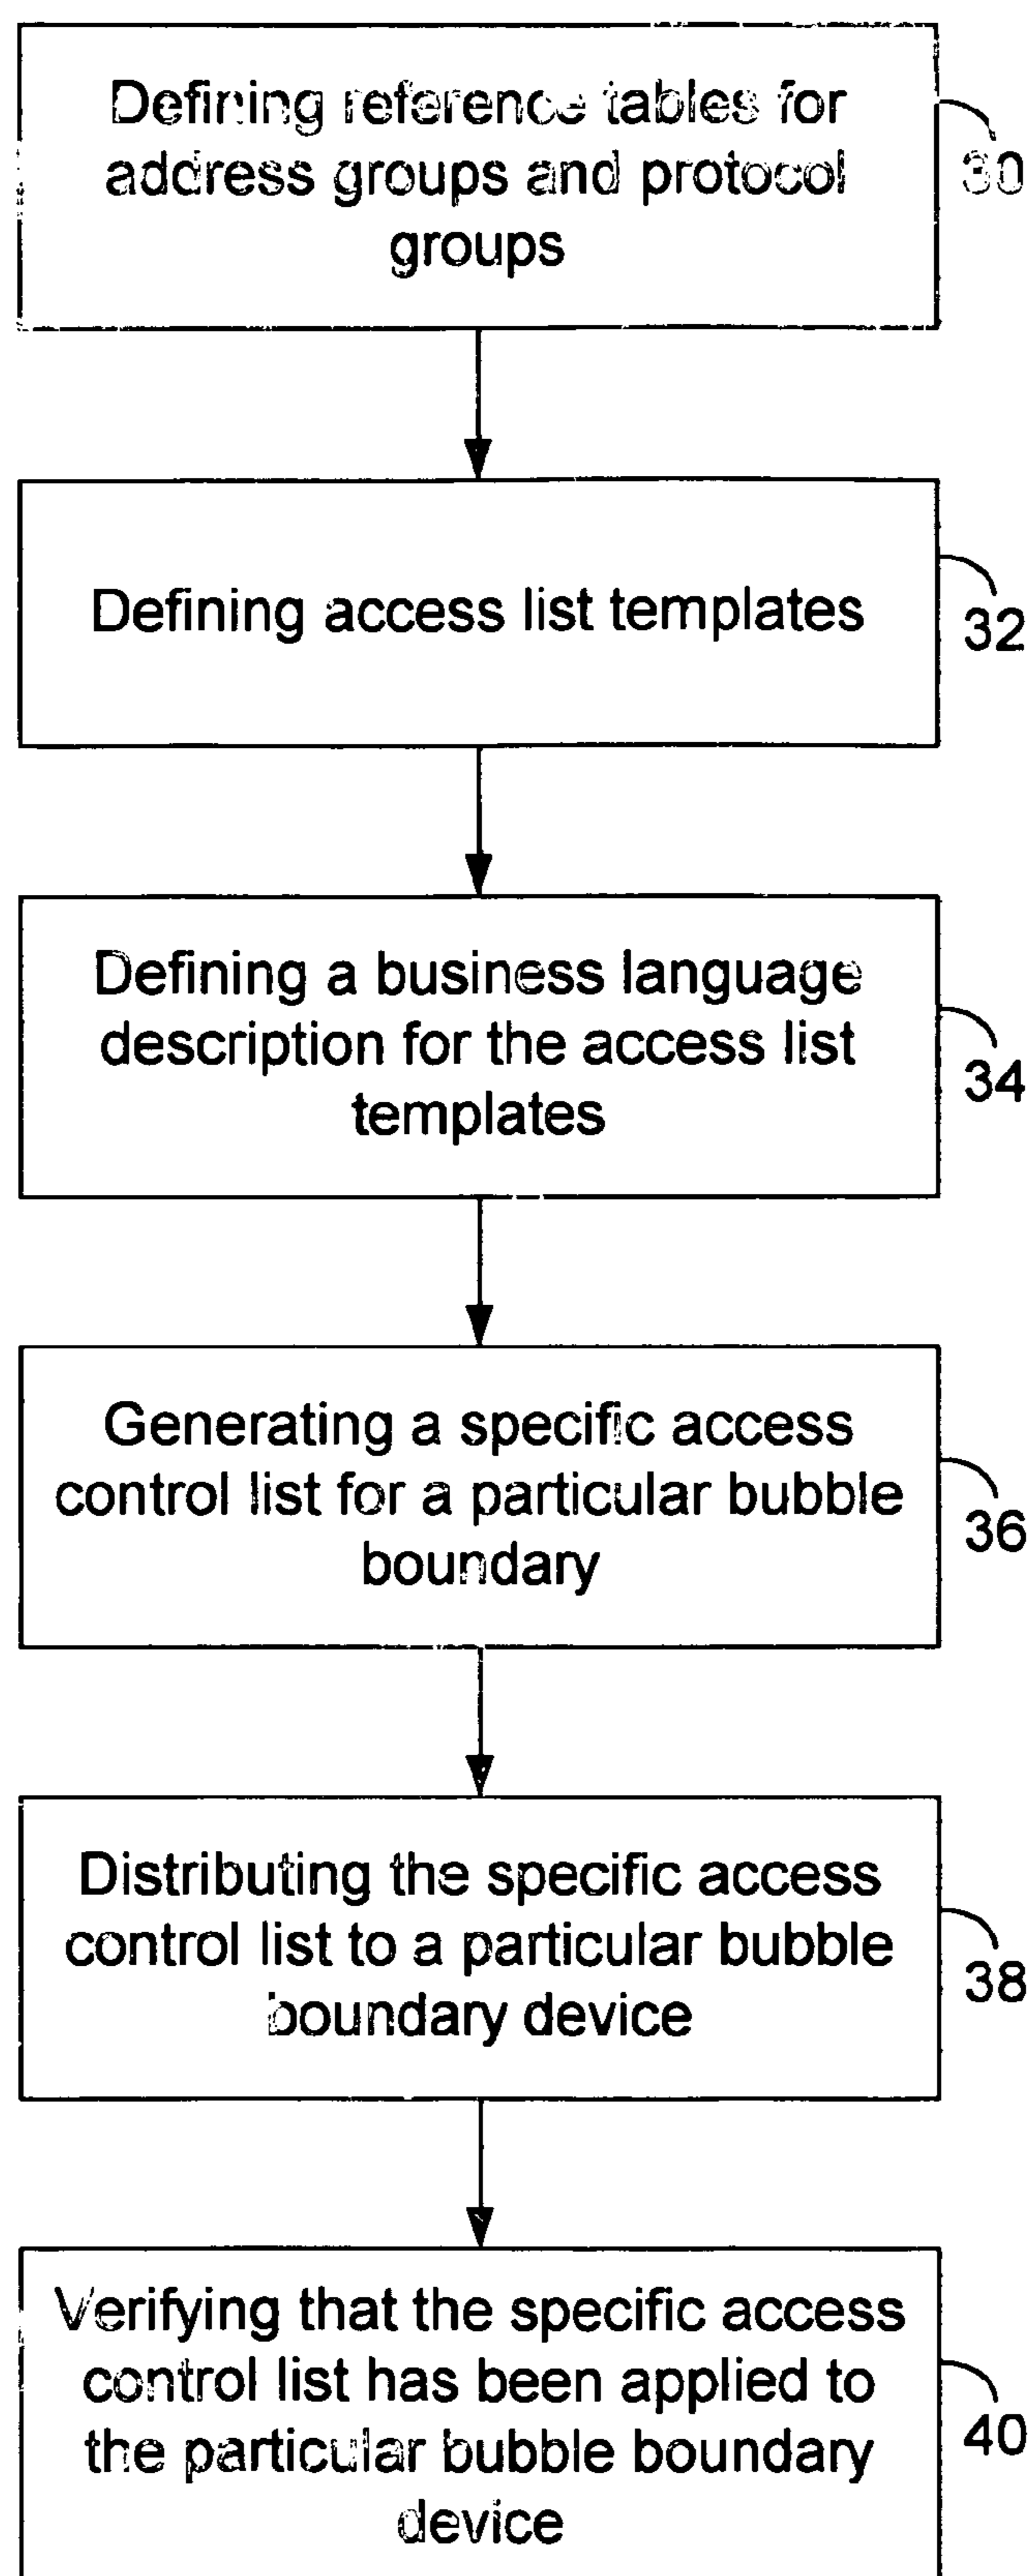 Defining reference tables for
address groups and protocol
groups
30
Defining access list templates
32
Defining a business language
description for the access list
templates
34
Generating a specific access
control list for a particular bubble
boundary
36
Distributing the specific access
control list to a particular bubble
boundary device
38
Verifying that the specific access
control list has been applied to
the particular bubble boundary
device
40